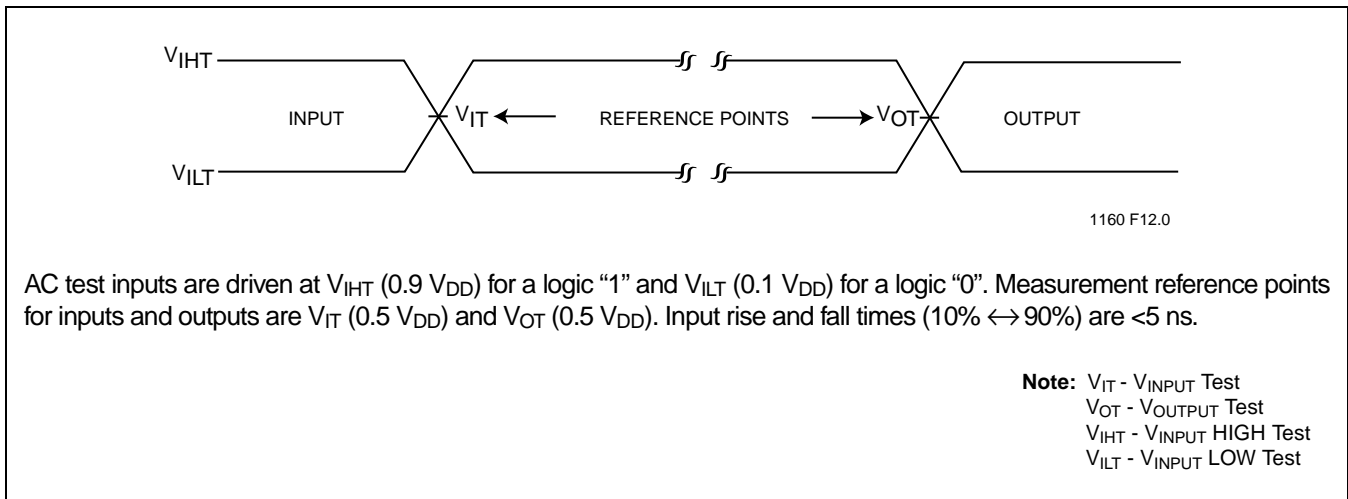 VIHT
INPUT VIT REFERENCE POINTS VOT OUTPUT
VILT
1160 F12.0
AC test inputs are driven at VIHT (0.9 VDD) for a logic “1” and VILT (0.1 VDD) for a logic “0”. Measurement reference points
for inputs and outputs are VIT (0.5 VDD) and VOT (0.5 VDD). Input rise and fall times (10% ↔ 90%) are <5 ns.
Note: VIT - VINPUT Test
VOT - VOUTPUT Test
VIHT - VINPUT HIGH Test
VILT - VINPUT LOW Test